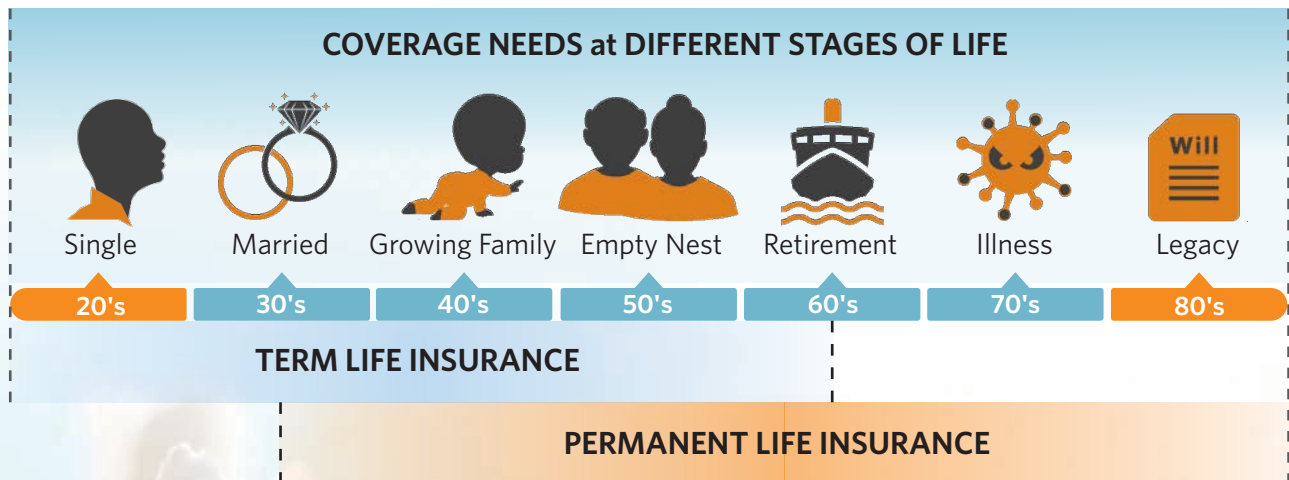 COVERAGE NEEDS at DIFFERENT STAGES OF LIFE
Will
Single Married Growing Family Empty Nest Retirement Illness Legacy
20's 30's 40's 50's 60's 70's 80's
TERM LIFE INSURANCE
PERMANENT LIFE INSURANCE